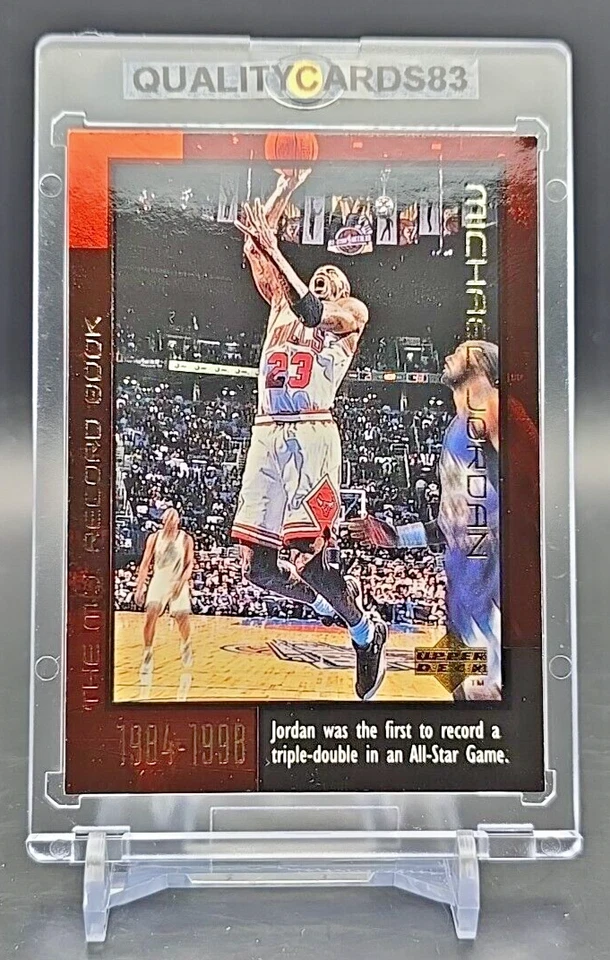 QUALITYCARDS83
MICHAEL JORDAN
BULLS
23
THE MJ RECORD BOOK
UPPER
DECK
TM
1984-1998
Jordan was the first to record a
triple-double in an All-Star Game.